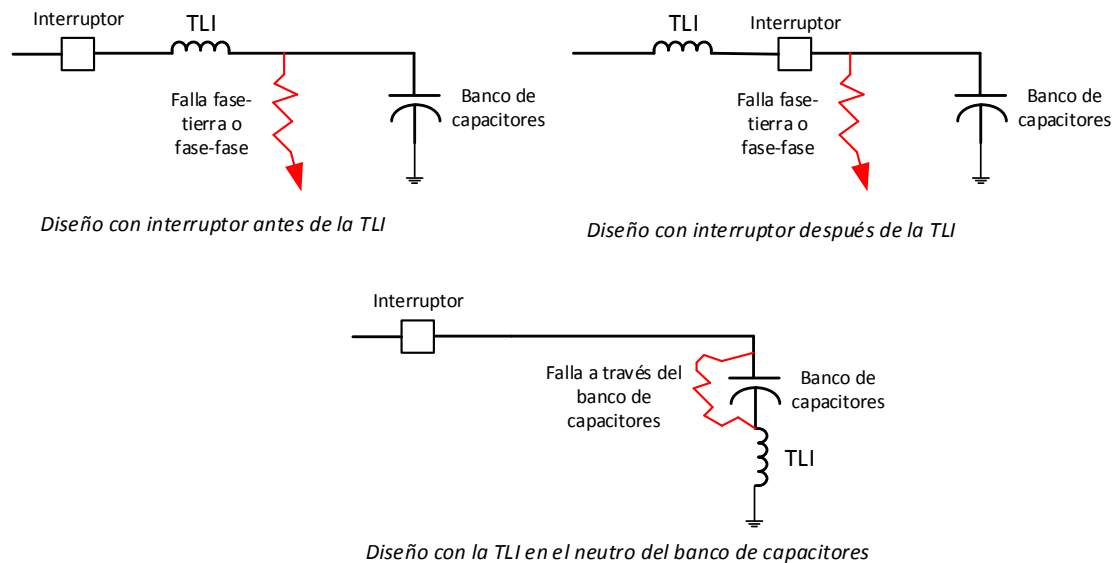 Interruptor
TLI
Falla fase-
tierra o
fase-fase
Banco de
capacitores
Diseño con interruptor antes de la TLI
TLI
Interruptor
Falla fase-
tierra o
fase-fase
Banco de
capacitores
Diseño con interruptor después de la TLI
Interruptor
Falla a través del
banco de
capacitores
Banco de
capacitores
TLI
Diseño con la TLI en el neutro del banco de capacitores